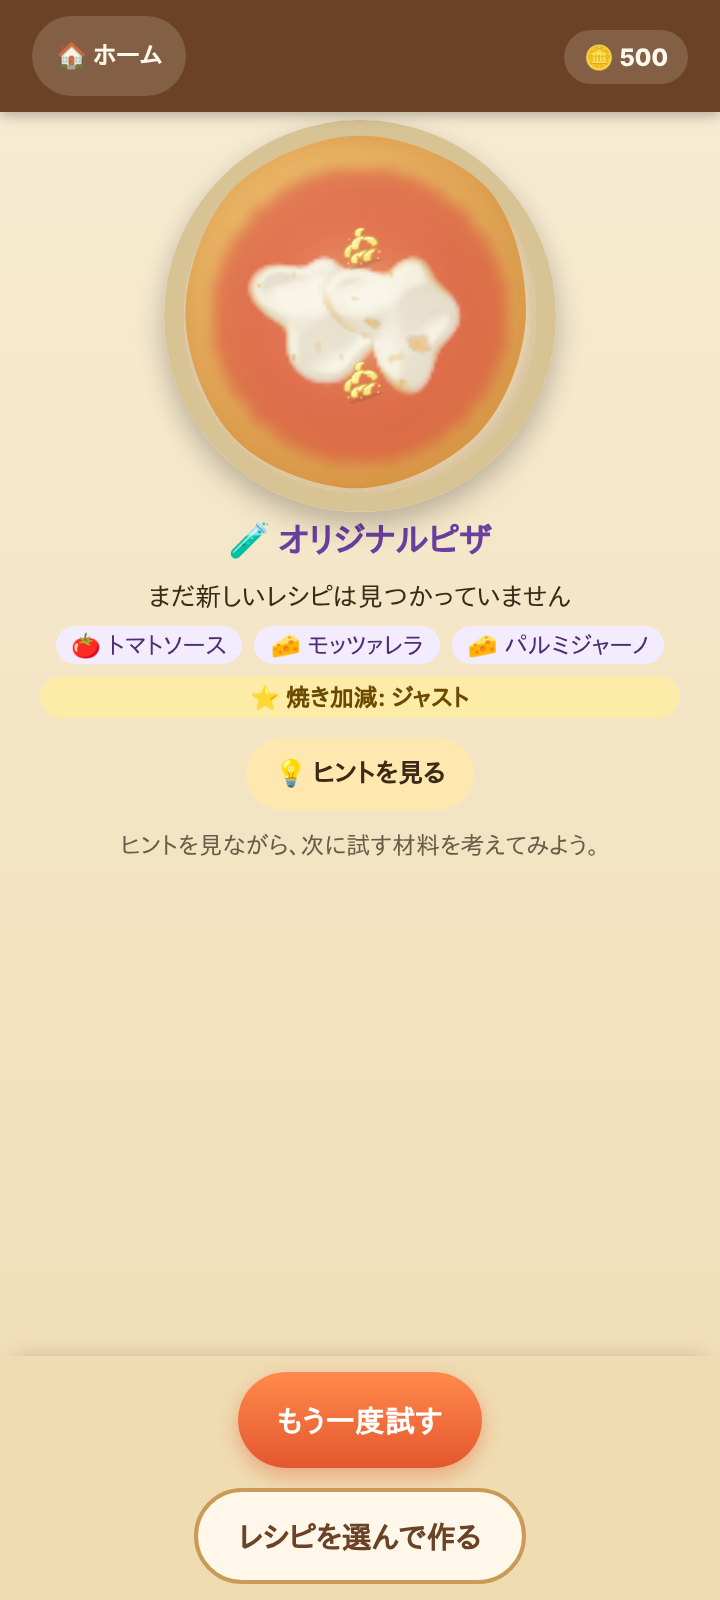 🏠 ホーム
🪙 500
🧪 オリジナルピザ
まだ新しいレシピは見つかっていません
🍅 トマトソース 🧀 モッツァレラ 🧀 パルミジャーノ
⭐ 焼き加減: ジャスト
💡 ヒントを見る
ヒントを見ながら、次に試す材料を考えてみよう。
もう一度試す
レシピを選んで作る